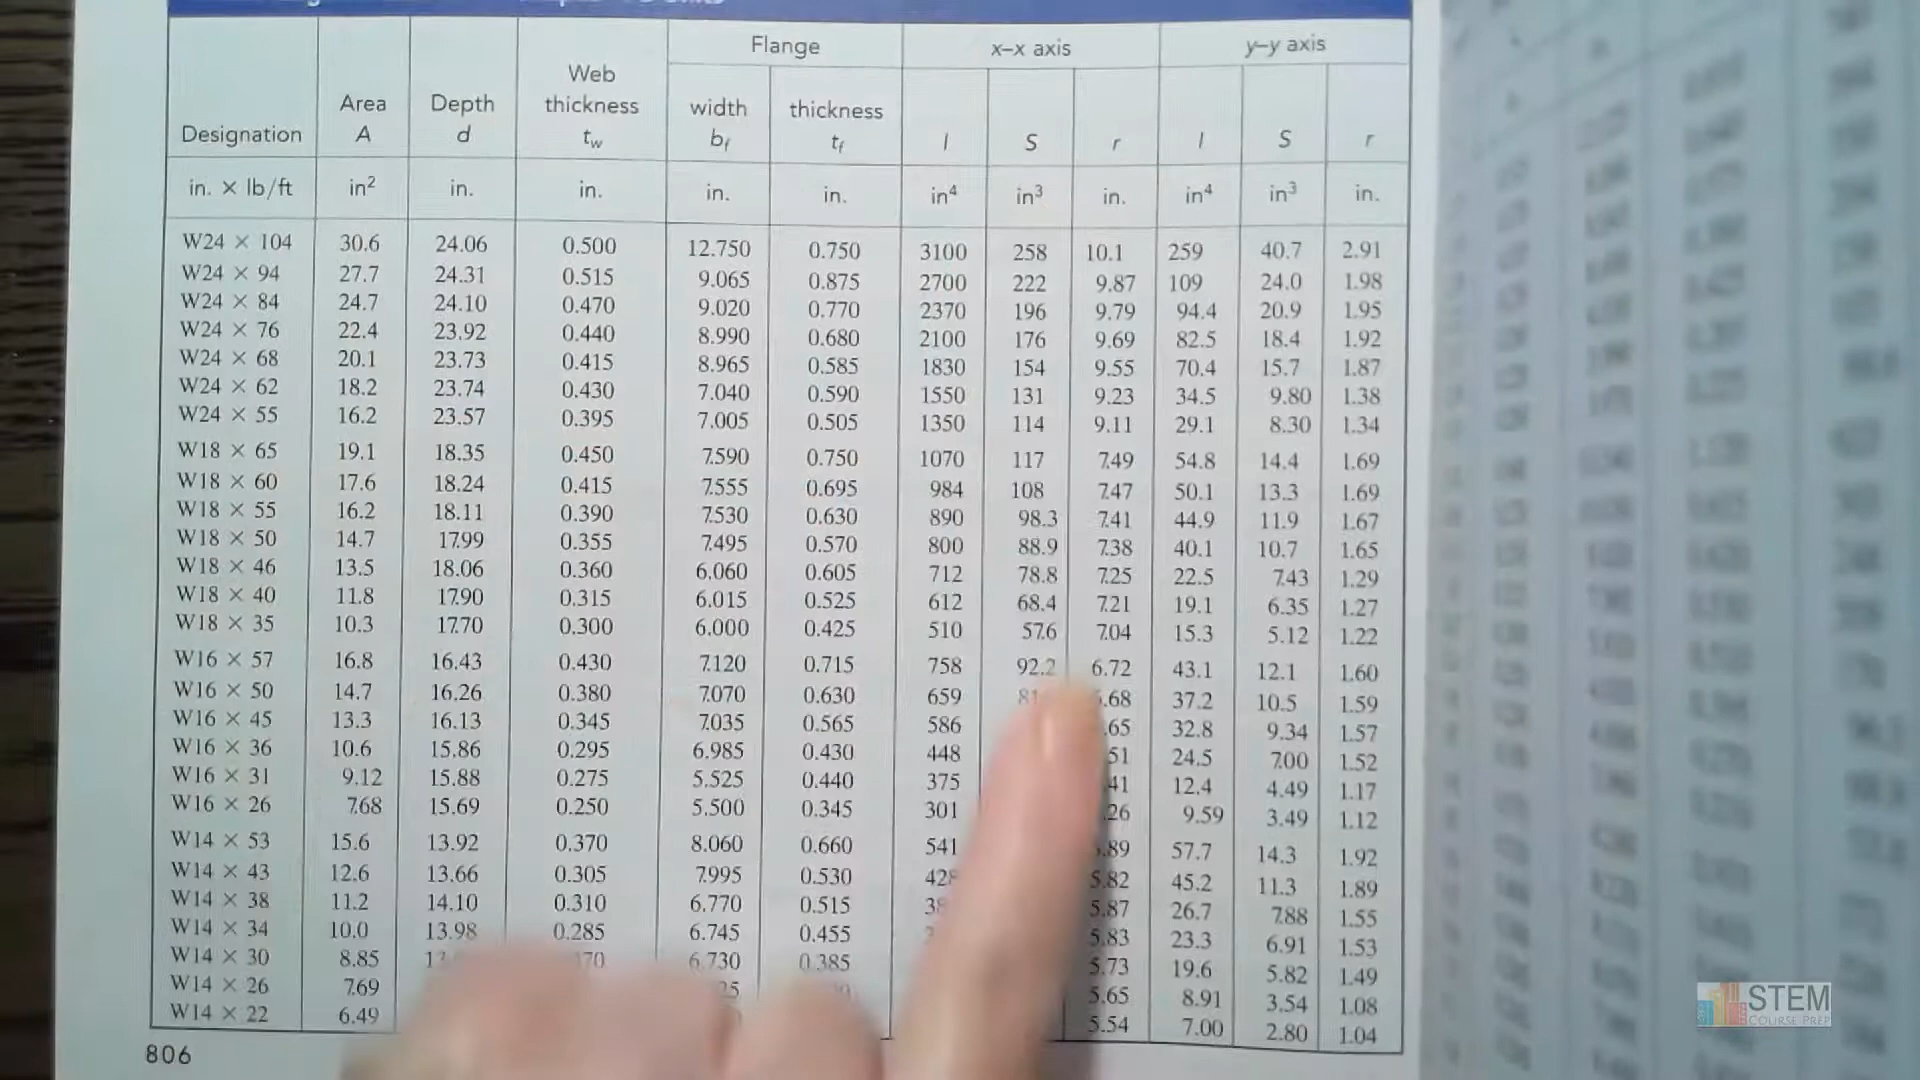 Flange
x–x axis
y–y axis
Web
Area Depth thickness width thickness
Designation A d t_w b_f t_f I S r I S r
in. × lb/ft in² in. in. in. in. in⁴ in³ in. in⁴ in³ in.
W24 × 104 30.6 24.06 0.500 12.750 0.750 3100 258 10.1 259 40.7 2.91
W24 × 94 27.7 24.31 0.515 9.065 0.875 2700 222 9.87 109 24.0 1.98
W24 × 84 24.7 24.10 0.470 9.020 0.770 2370 196 9.79 94.4 20.9 1.95
W24 × 76 22.4 23.92 0.440 8.990 0.680 2100 176 9.69 82.5 18.4 1.92
W24 × 68 20.1 23.73 0.415 8.965 0.585 1830 154 9.55 70.4 15.7 1.87
W24 × 62 18.2 23.74 0.430 7.040 0.590 1550 131 9.23 34.5 9.80 1.38
W24 × 55 16.2 23.57 0.395 7.005 0.505 1350 114 9.11 29.1 8.30 1.34
W18 × 65 19.1 18.35 0.450 7.590 0.750 1070 117 7.49 54.8 14.4 1.69
W18 × 60 17.6 18.24 0.415 7.555 0.695 984 108 7.47 50.1 13.3 1.69
W18 × 55 16.2 18.11 0.390 7.530 0.630 890 98.3 7.41 44.9 11.9 1.67
W18 × 50 14.7 17.99 0.355 7.495 0.570 800 88.9 7.38 40.1 10.7 1.65
W18 × 46 13.5 18.06 0.360 6.060 0.605 712 78.8 7.25 22.5 7.43 1.29
W18 × 40 11.8 17.90 0.315 6.015 0.525 612 68.4 7.21 19.1 6.35 1.27
W18 × 35 10.3 17.70 0.300 6.000 0.425 510 57.6 7.04 15.3 5.12 1.22
W16 × 57 16.8 16.43 0.430 7.120 0.715 758 92.2 6.72 43.1 12.1 1.60
W16 × 50 14.7 16.26 0.380 7.070 0.630 659 37.2 10.5 1.59
W16 × 45 13.3 16.13 0.345 7.035 0.565 586 32.8 9.34 1.57
W16 × 36 10.6 15.86 0.295 6.985 0.430 448 24.5 7.00 1.52
W16 × 31 9.12 15.88 0.275 5.525 0.440 375 12.4 4.49 1.17
W16 × 26 7.68 15.69 0.250 5.500 0.345 301 9.59 3.49 1.12
W14 × 53 15.6 13.92 0.370 8.060 0.660 541 57.7 14.3 1.92
W14 × 43 12.6 13.66 0.305 7.995 0.530 5.82 45.2 11.3 1.89
W14 × 38 11.2 14.10 0.310 6.770 0.515 5.87 26.7 7.88 1.55
W14 × 34 10.0 13.98 0.285 6.745 0.455 5.83 23.3 6.91 1.53
W14 × 30 8.85 6.730 0.385 5.73 19.6 5.82 1.49
W14 × 26 7.69 5.65 8.91 3.54 1.08
W14 × 22 6.49 5.54 7.00 2.80 1.04
806
STEM
COURSE PREP